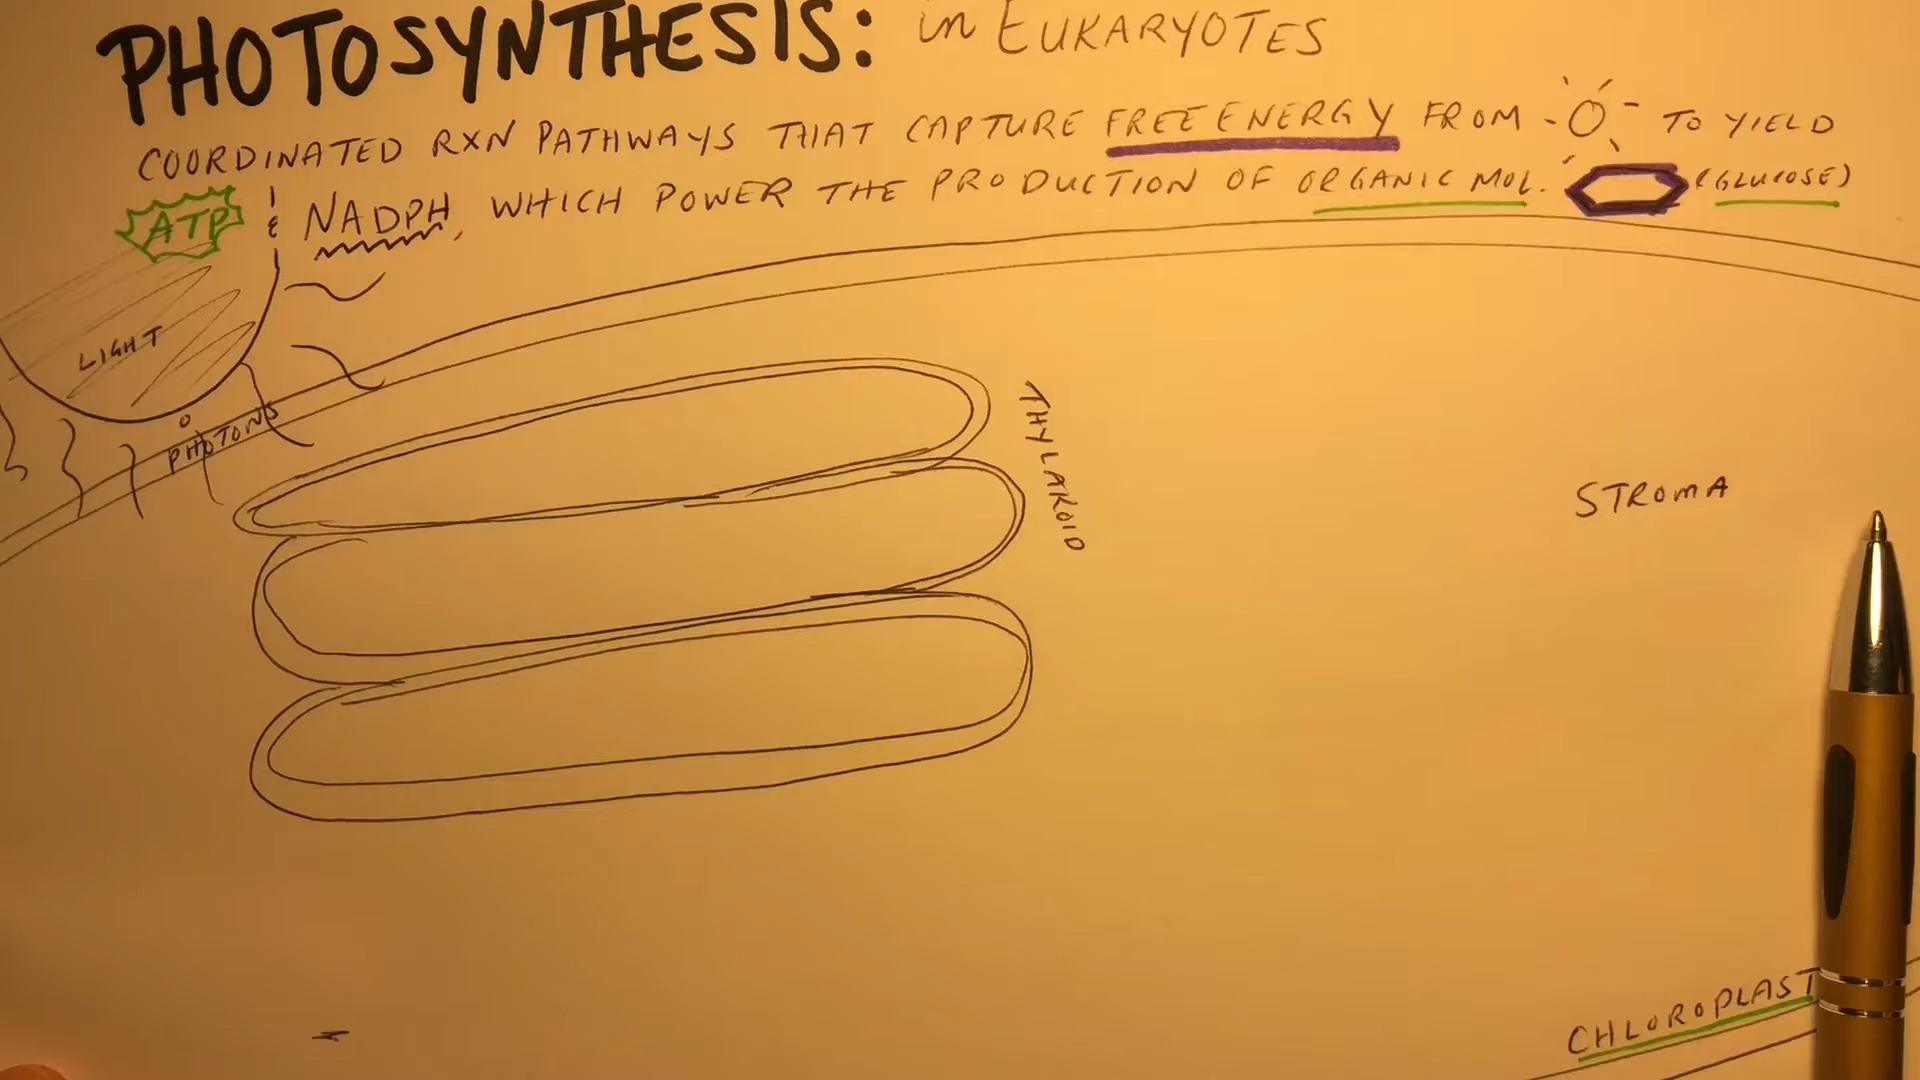 PHOTOSYNTHESIS: in EUKARYOTES
COORDINATED RXN PATHWAYS THAT CAPTURE FREE ENERGY FROM TO YIELD
ATP & NADPH, WHICH POWER THE PRODUCTION OF ORGANIC MOL. (GLUCOSE)
LIGHT
PHOTONS
THYLAKOID
STROMA
CHLOROPLAST